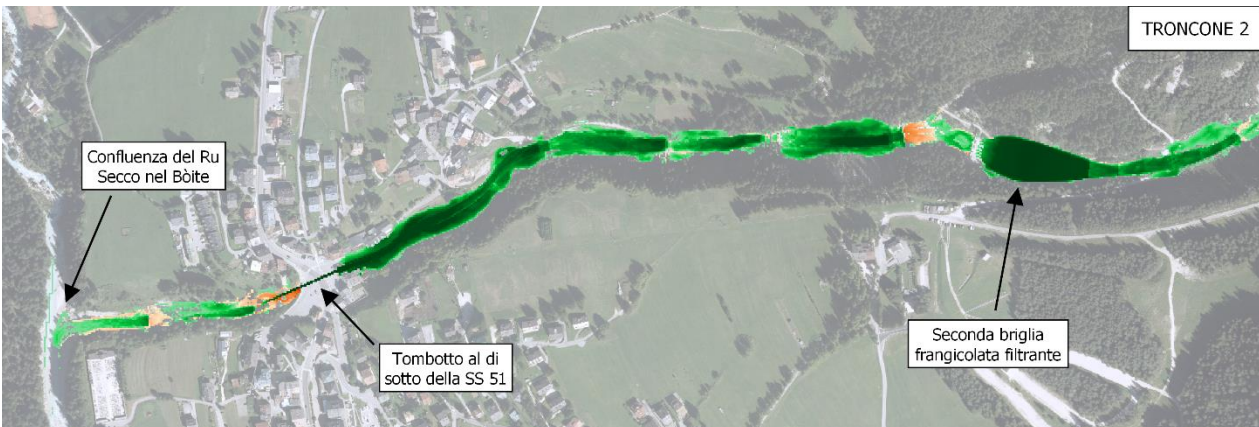 TRONCONE 2
Confluenza del Ru
Secco nel Bòite
Tombotto al di
sotto della SS 51
Seconda briglia
frangicolata filtrante